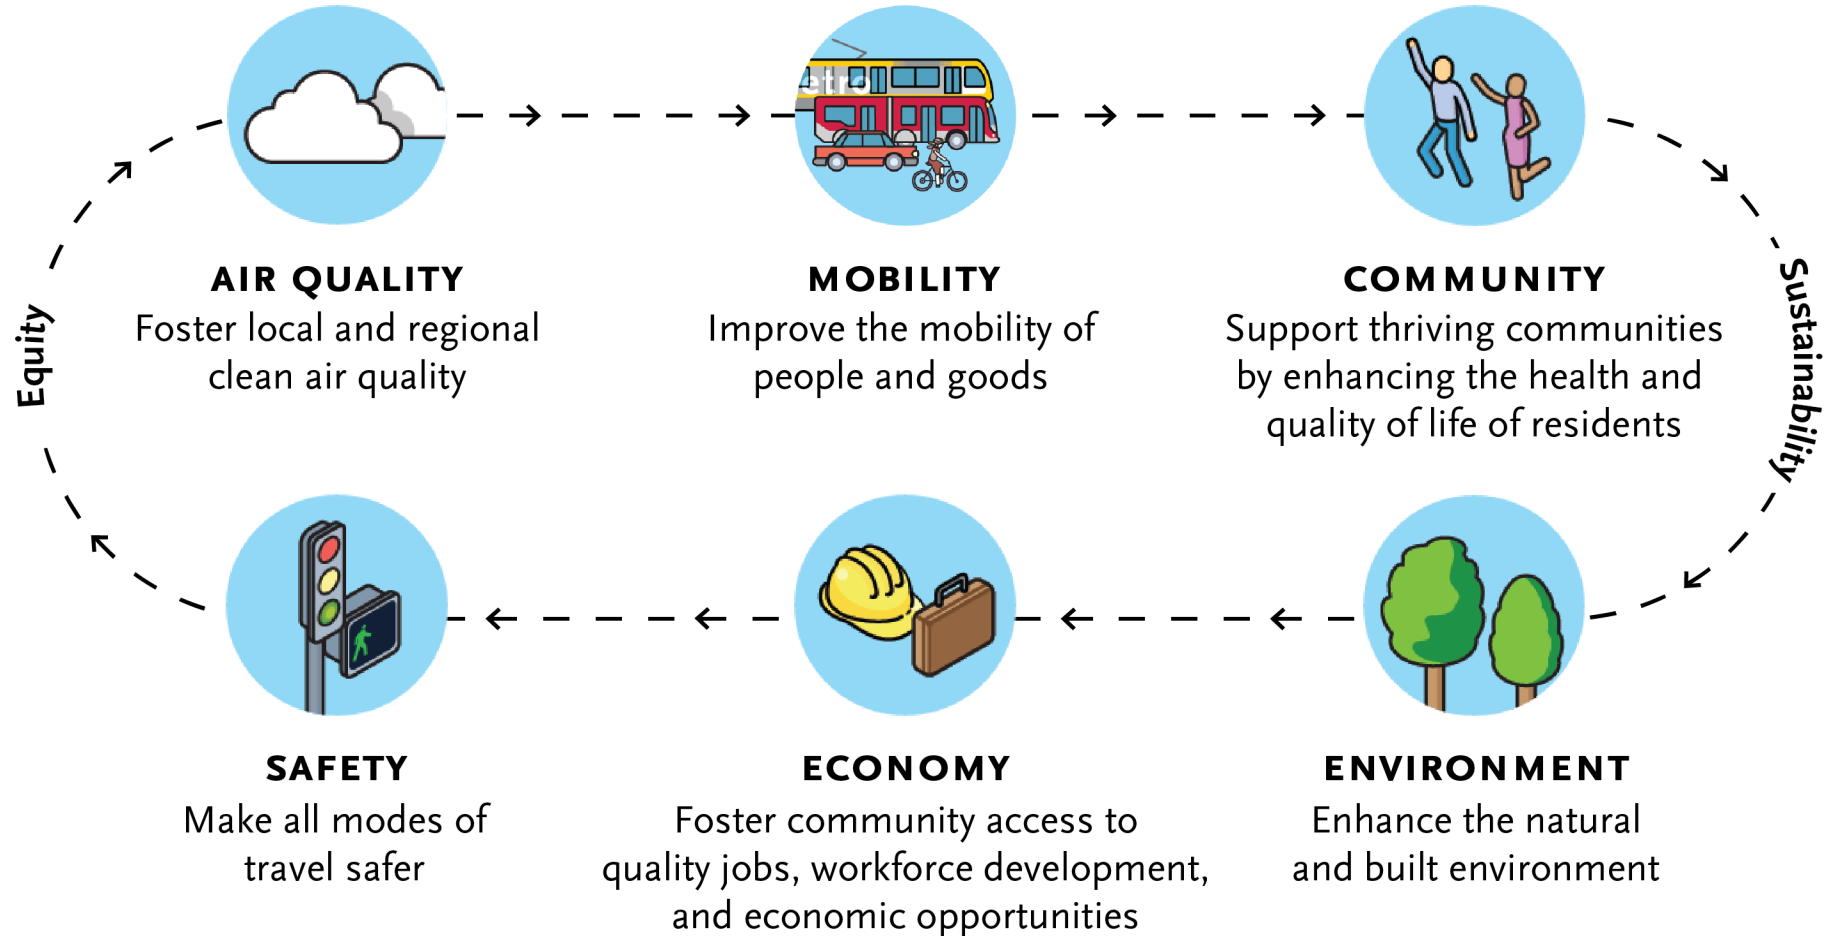 etro
AIR QUALITY
Foster local and regional
clean air quality
MOBILITY
Improve the mobility of
people and goods
COMMUNITY
Support thriving communities
by enhancing the health and
quality of life of residents
Sustainability
Equity
SAFETY
Make all modes of
travel safer
ECONOMY
Foster community access to
quality jobs, workforce development,
and economic opportunities
ENVIRONMENT
Enhance the natural
and built environment